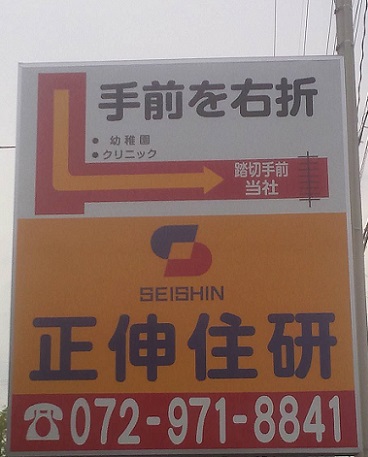 手前を右折
● 幼稚園
● クリニック
踏切手前
当社
SEISHIN
正伸住研
☎072-971-8841